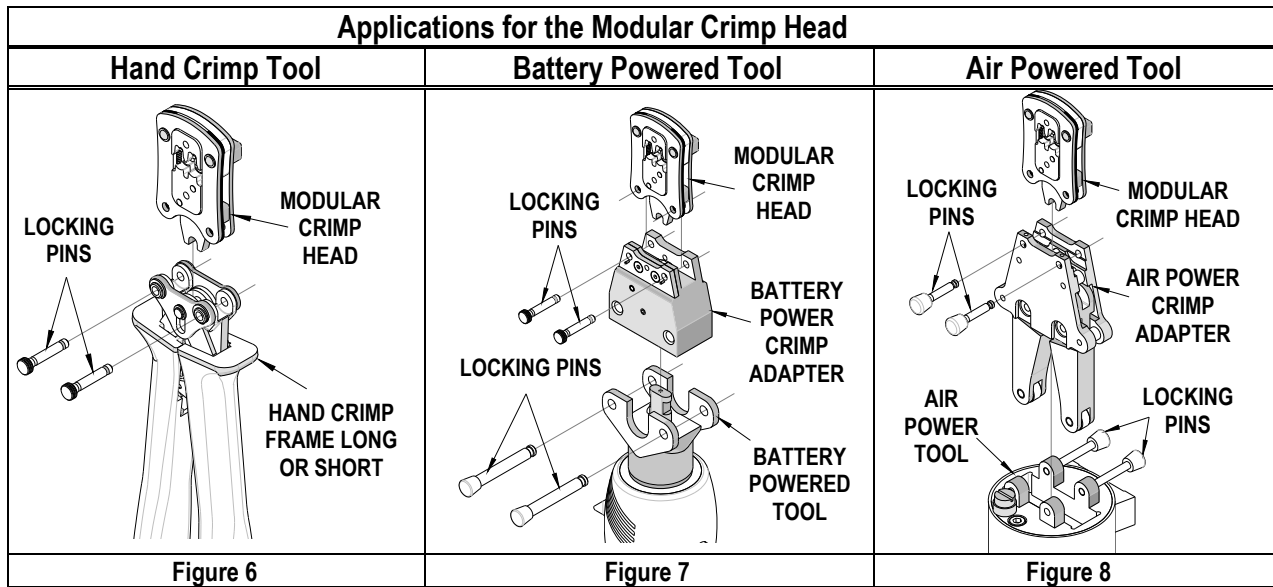 Applications for the Modular Crimp Head
Hand Crimp Tool
Battery Powered Tool
Air Powered Tool
LOCKING
PINS
MODULAR
CRIMP
HEAD
HAND CRIMP
FRAME LONG
OR SHORT
MODULAR
CRIMP
HEAD
LOCKING
PINS
BATTERY
POWER
CRIMP
ADAPTER
LOCKING PINS
BATTERY
POWERED
TOOL
LOCKING
PINS
MODULAR
CRIMP HEAD
AIR POWER
CRIMP
ADAPTER
AIR
POWER
TOOL
LOCKING
PINS
Figure 6
Figure 7
Figure 8